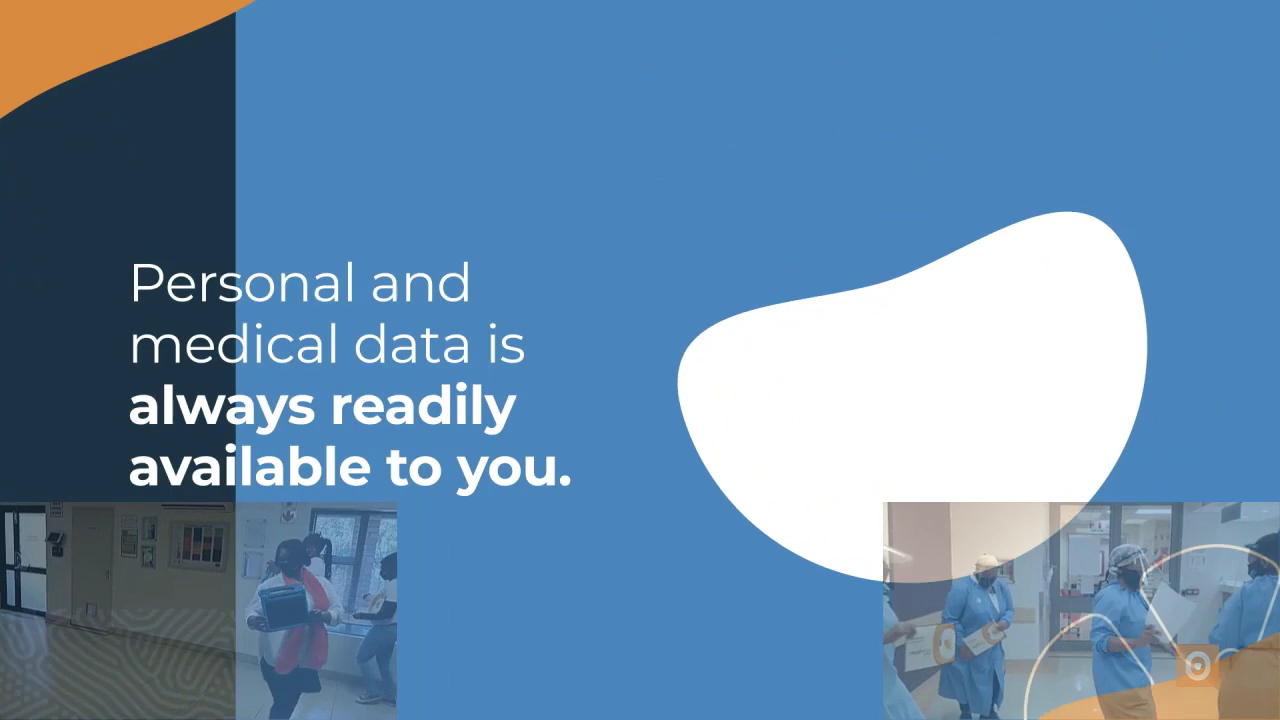 Personal and
medical data is
always readily
available to you.